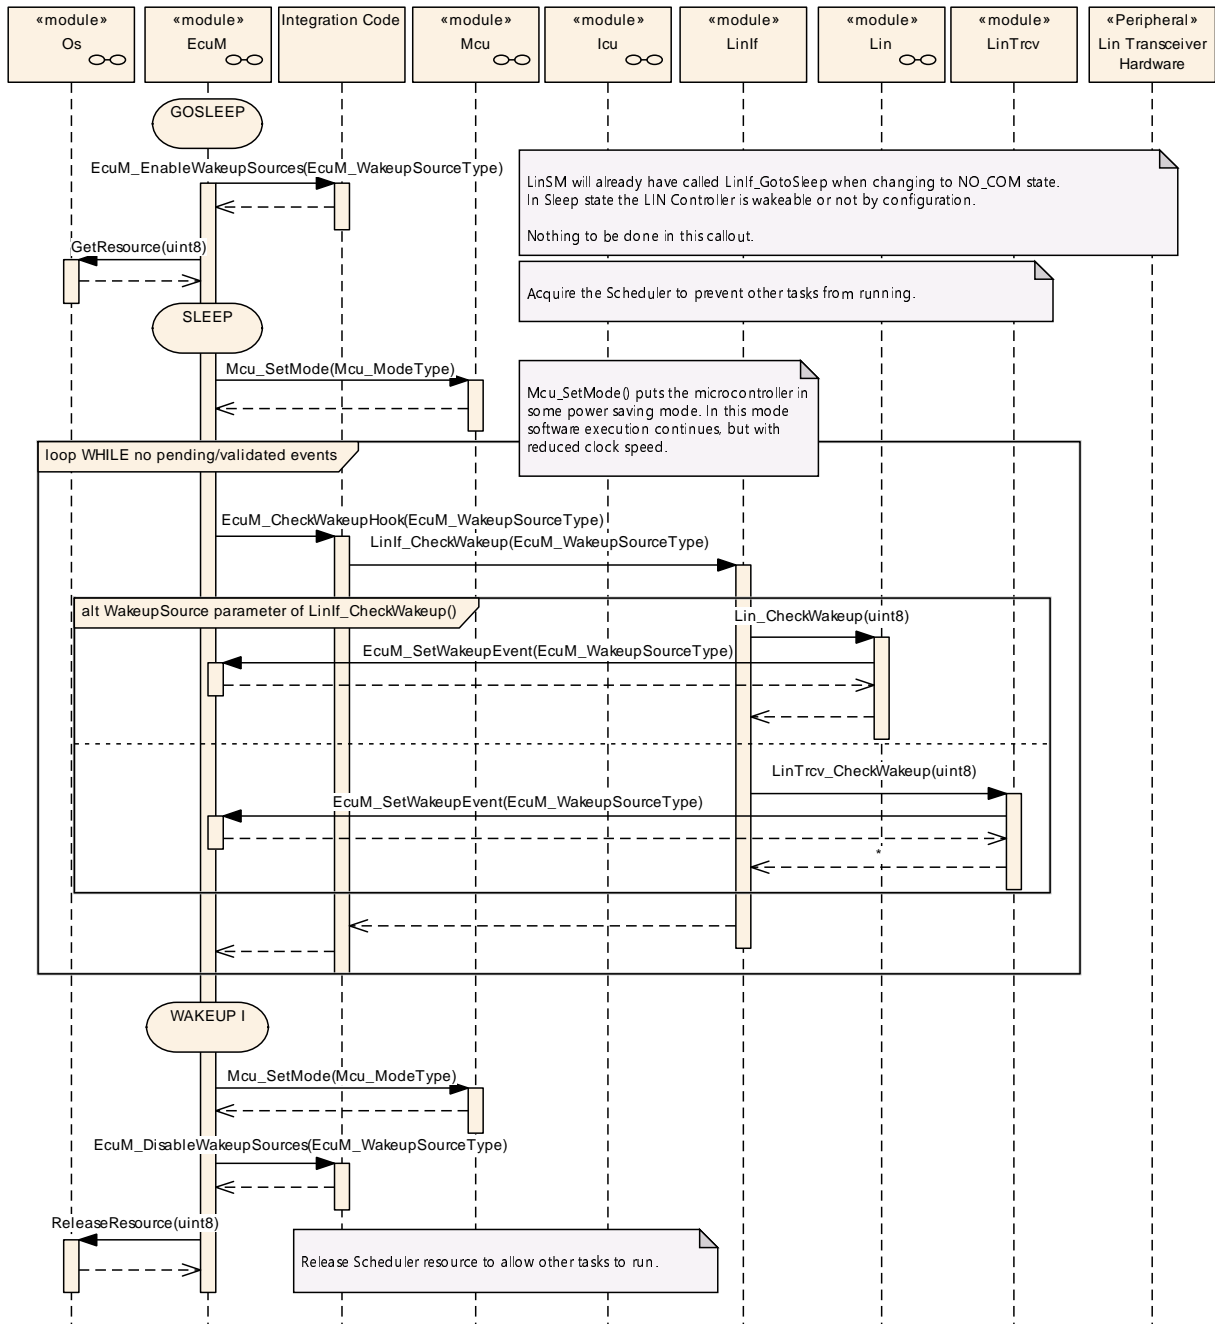 «module»
Os
«module»
EcuM
Integration Code
«module»
Mcu
«module»
Icu
«module»
LinIf
«module»
Lin
«module»
LinTrcv
«Peripheral»
Lin Transceiver
Hardware
GOSLEEP
EcuM_EnableWakeupSources(EcuM_WakeupSourceType)
LinSM will already have called LinIf_GotoSleep when changing to NO_COM state.
In Sleep state the LIN Controller is wakeable or not by configuration.
Nothing to be done in this callout.
GetResource(uint8)
Acquire the Scheduler to prevent other tasks from running.
SLEEP
Mcu_SetMode(Mcu_ModeType)
Mcu_SetMode() puts the microcontroller in
some power saving mode. In this mode
software execution continues, but with
reduced clock speed.
loop WHILE no pending/validated events
EcuM_CheckWakeupHook(EcuM_WakeupSourceType)
LinIf_CheckWakeup(EcuM_WakeupSourceType)
alt WakeupSource parameter of LinIf_CheckWakeup()
Lin_CheckWakeup(uint8)
EcuM_SetWakeupEvent(EcuM_WakeupSourceType)
LinTrcv_CheckWakeup(uint8)
EcuM_SetWakeupEvent(EcuM_WakeupSourceType)
*
WAKEUP I
Mcu_SetMode(Mcu_ModeType)
EcuM_DisableWakeupSources(EcuM_WakeupSourceType)
ReleaseResource(uint8)
Release Scheduler resource to allow other tasks to run.